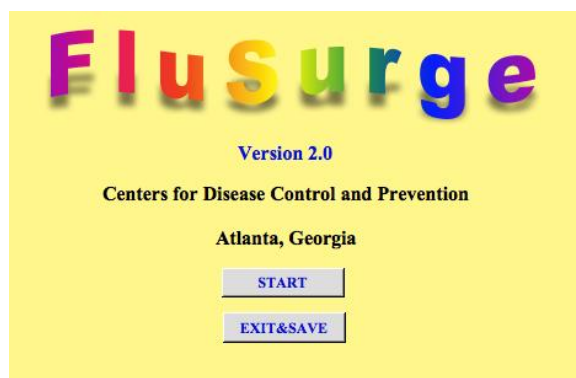 FluSurge
Version 2.0
Centers for Disease Control and Prevention
Atlanta, Georgia
START
EXIT&SAVE